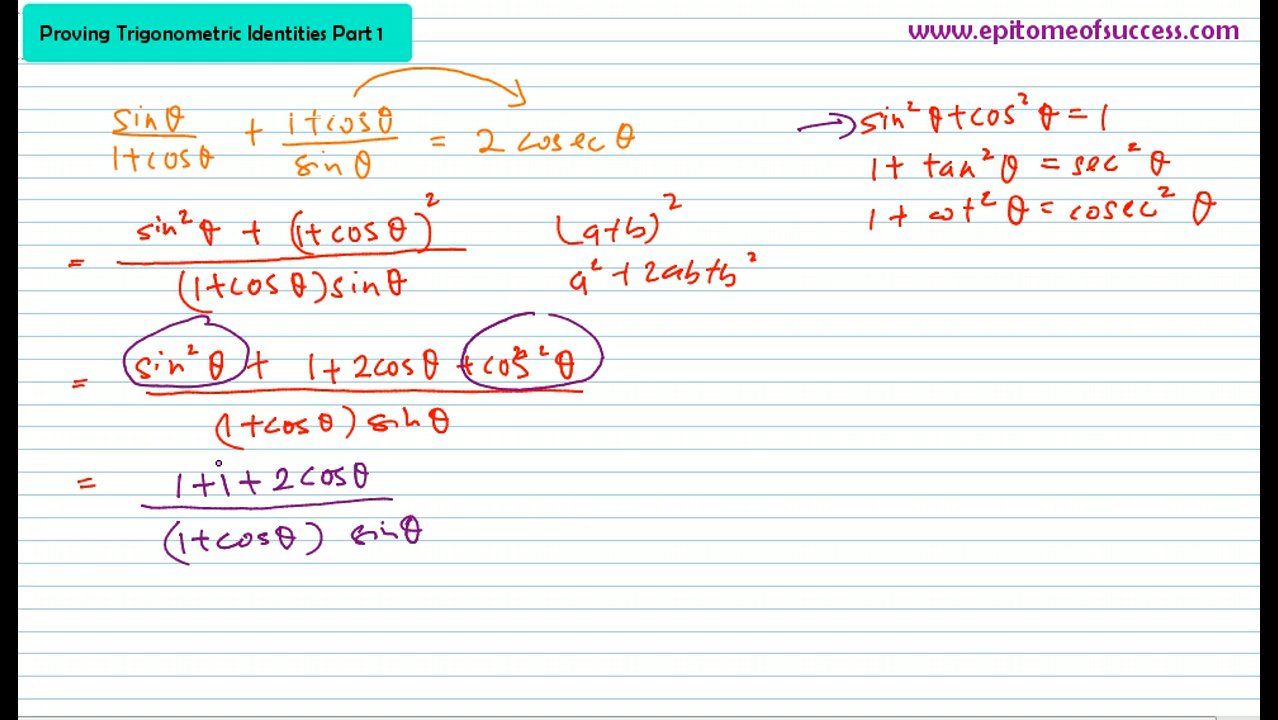 Proving Trigonometric Identities Part 1
www.epitomeofsuccess.com
sinθ/(1+cosθ) + (1+cosθ)/sinθ = 2 cosec θ
= (sin²θ + (1+cosθ)²)/((1+cosθ)sinθ)
= (sin²θ + 1+2cosθ+cos²θ)/((1+cosθ) sinθ)
= (1+1+2cosθ)/((1+cosθ) sinθ)
(a+b)²
a²+2ab+b²
sin²θ+cos²θ=1
1+ tan²θ = sec²θ
1+ cot²θ = cosec²θ